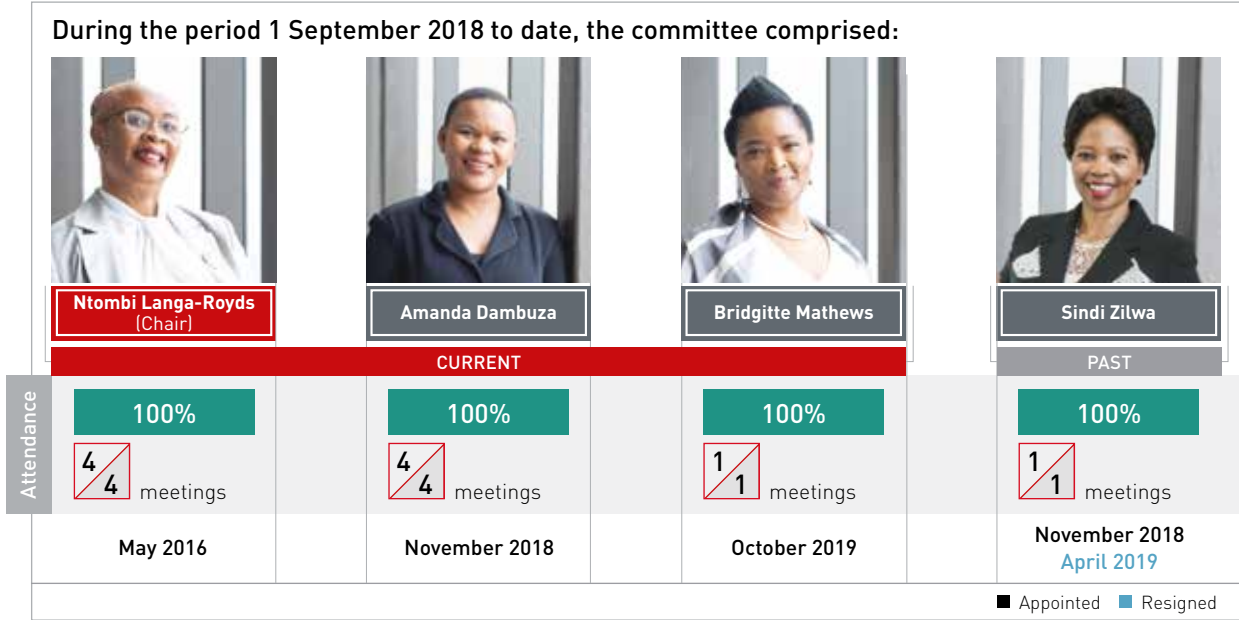 During the period 1 September 2018 to date, the committee comprised:
Ntombi Langa-Royds
(Chair)
Amanda Dambuza
Bridgitte Mathews
Sindi Zilwa
CURRENT
PAST
Attendance
100%
100%
100%
100%
4/4 meetings
4/4 meetings
1/1 meetings
1/1 meetings
May 2016
November 2018
October 2019
November 2018
April 2019
Appointed
Resigned